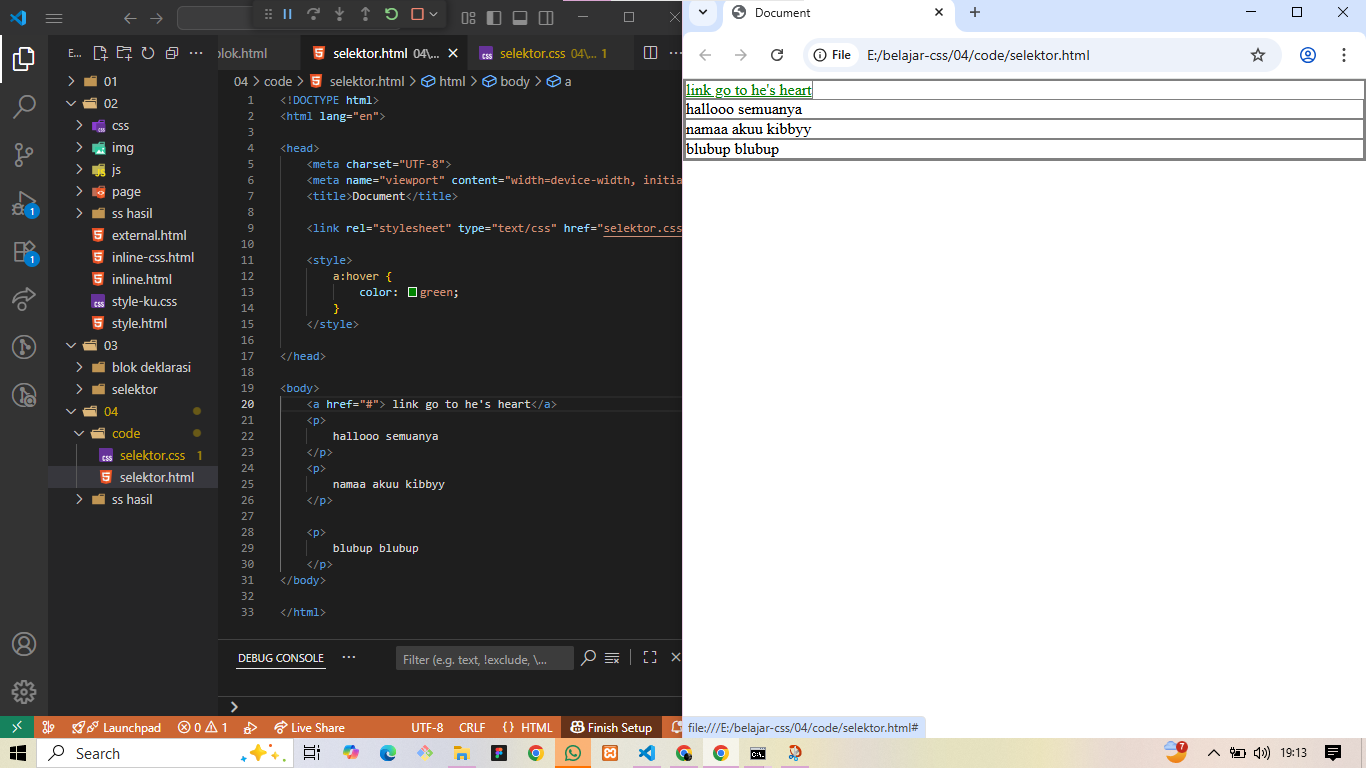 blok.html
selektor.html 04\...
selektor.css 04\... 1
E...
04 > code > selektor.html > html > body > a
01
02
css
img
js
page
ss hasil
external.html
inline-css.html
inline.html
style-ku.css
style.html
03
blok deklarasi
selektor
04
code
selektor.css 1
selektor.html
ss hasil
1
1
1 <!DOCTYPE html>
2 <html lang="en">
3
4 <head>
5 <meta charset="UTF-8">
6 <meta name="viewport" content="width=device-width, initia
7 <title>Document</title>
8
9 <link rel="stylesheet" type="text/css" href="selektor.css
10
11 <style>
12 a:hover {
13 color: green;
14 }
15 </style>
16
17 </head>
18
19 <body>
20 <a href="#"> link go to he's heart</a>
21 <p>
22 hallooo semuanya
23 </p>
24 <p>
25 namaa akuu kibbyy
26 </p>
27
28 <p>
29 blubup blubup
30 </p>
31 </body>
32
33 </html>
DEBUG CONSOLE
Filter (e.g. text, !exclude, \...
Launchpad 0 1 Live Share UTF-8 CRLF {} HTML Finish Setup
Document
File E:/belajar-css/04/code/selektor.html
link go to he's heart
hallooo semuanya
namaa akuu kibbyy
blubup blubup
file:///E:/belajar-css/04/code/selektor.html#
Search
7
19:13